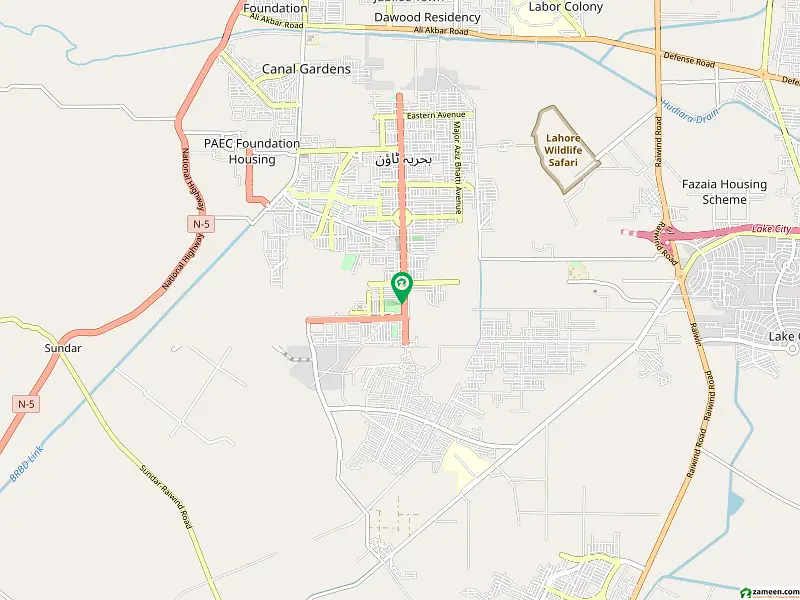 Foundation
Ali Akbar Road
Dawood Residency
Ali Akbar Road
Labor Colony
Defense Road
Canal Gardens
Hudiara Drain
Eastern Avenue
Major Aziz Bhatti Avenue
Lahore
Wildlife
Safari
Raiwind Road
PAEC Foundation
Housing
بحریہ ٹاؤن
National Highway
Fazaia Housing
Scheme
N-5
Lake City
Raiwind Road
National Highway
Sundar
Raiwind Road
N-5
BRBD Link
Sundar-Raiwind Road
Raiwind Road
zameen.com